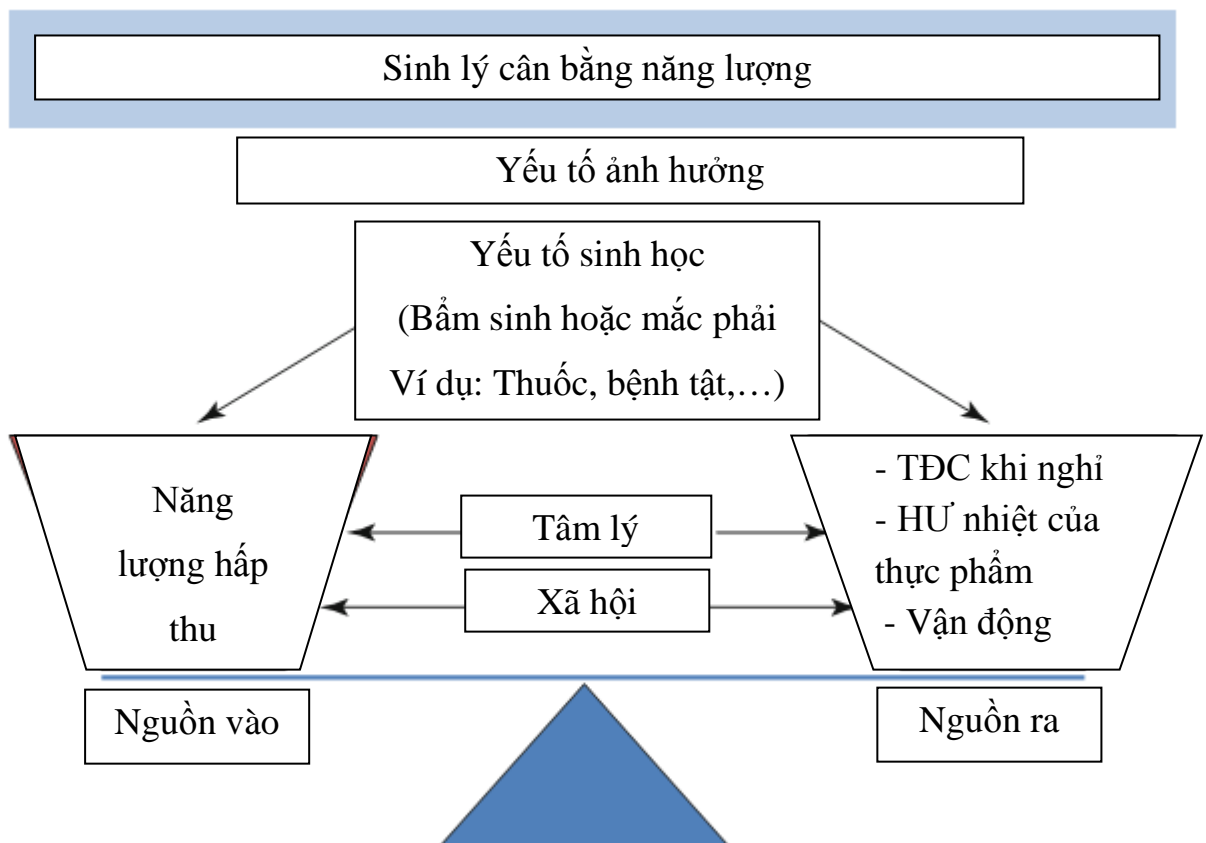 Sinh lý cân bằng năng lượng
Yếu tố ảnh hưởng
Yếu tố sinh học
(Bẩm sinh hoặc mắc phải
Ví dụ: Thuốc, bệnh tật,…)
Năng
lượng hấp
thu
Tâm lý
Xã hội
- TĐC khi nghỉ
- HƯ nhiệt của
thực phẩm
- Vận động
Nguồn vào
Nguồn ra